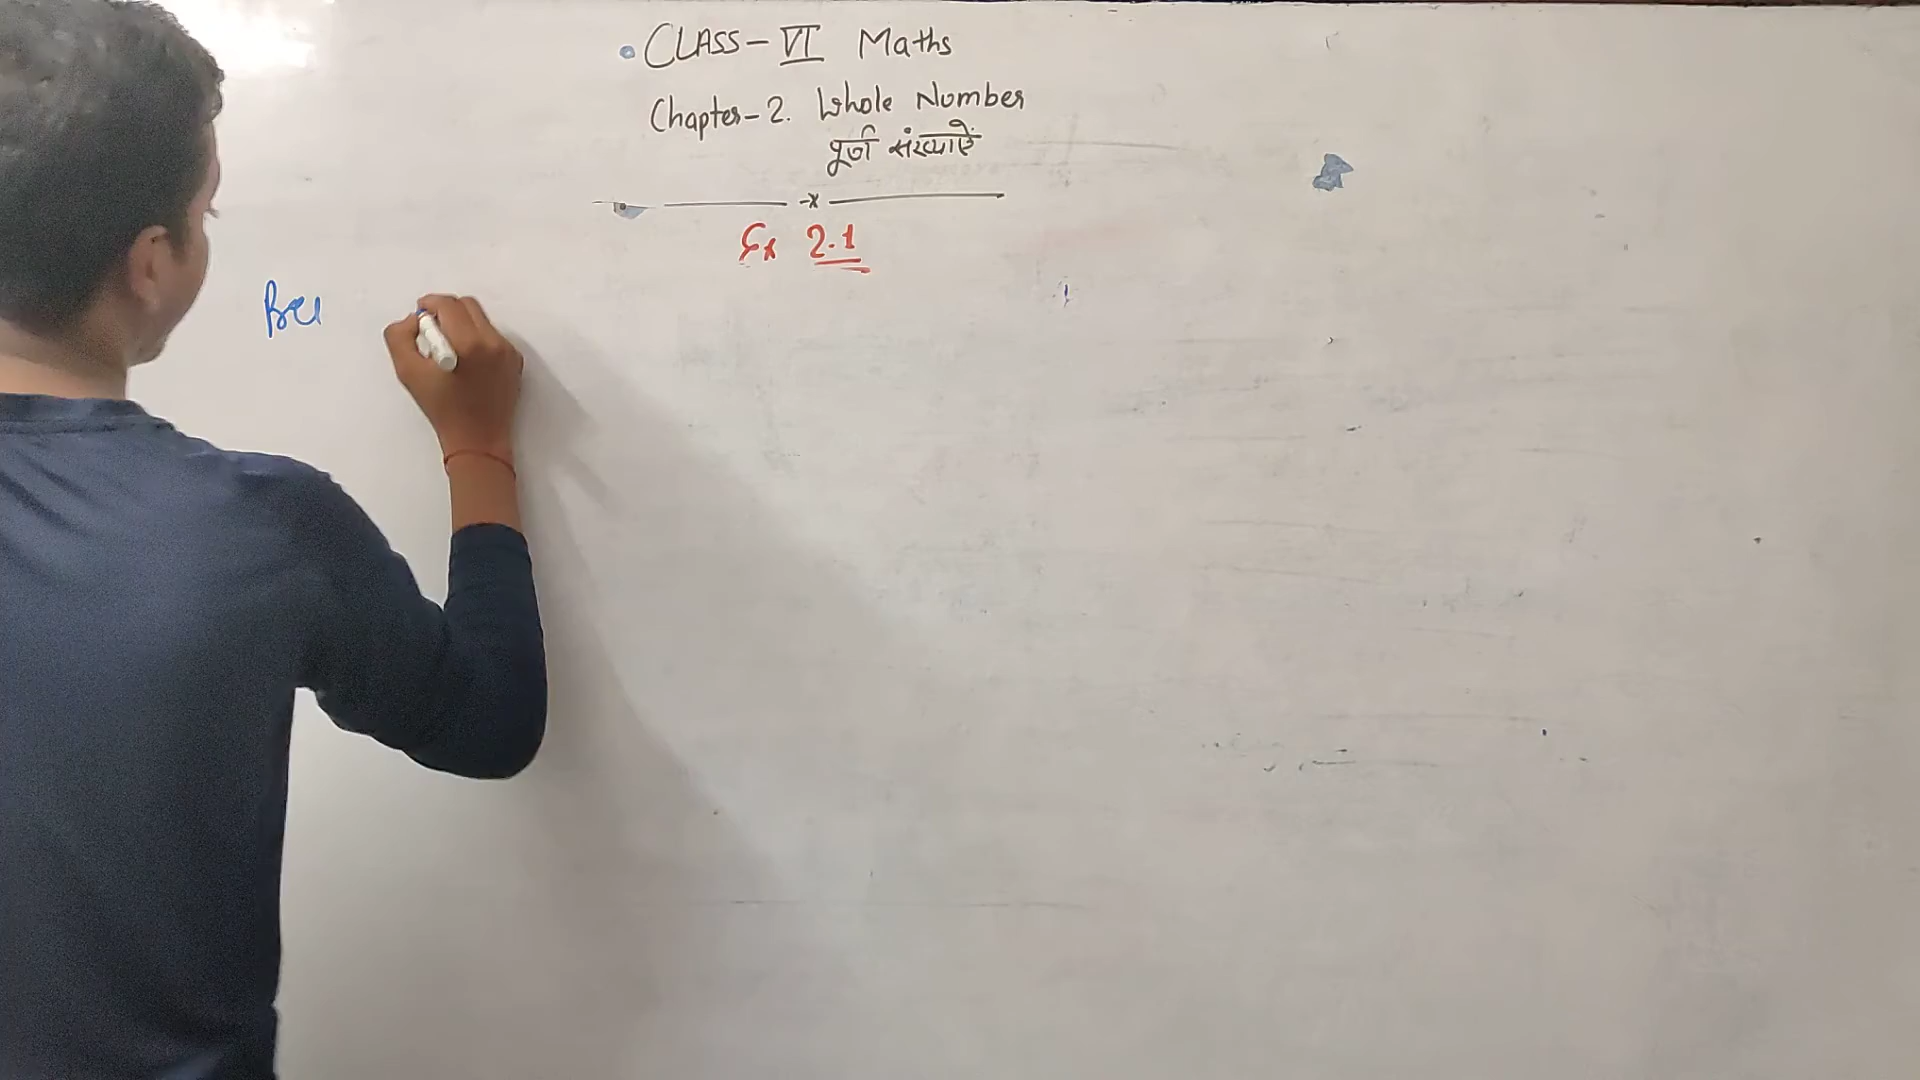 CLASS - VI Maths
Chapter - 2. Whole Number
पूर्ण संख्याएँ
Ex 2.1